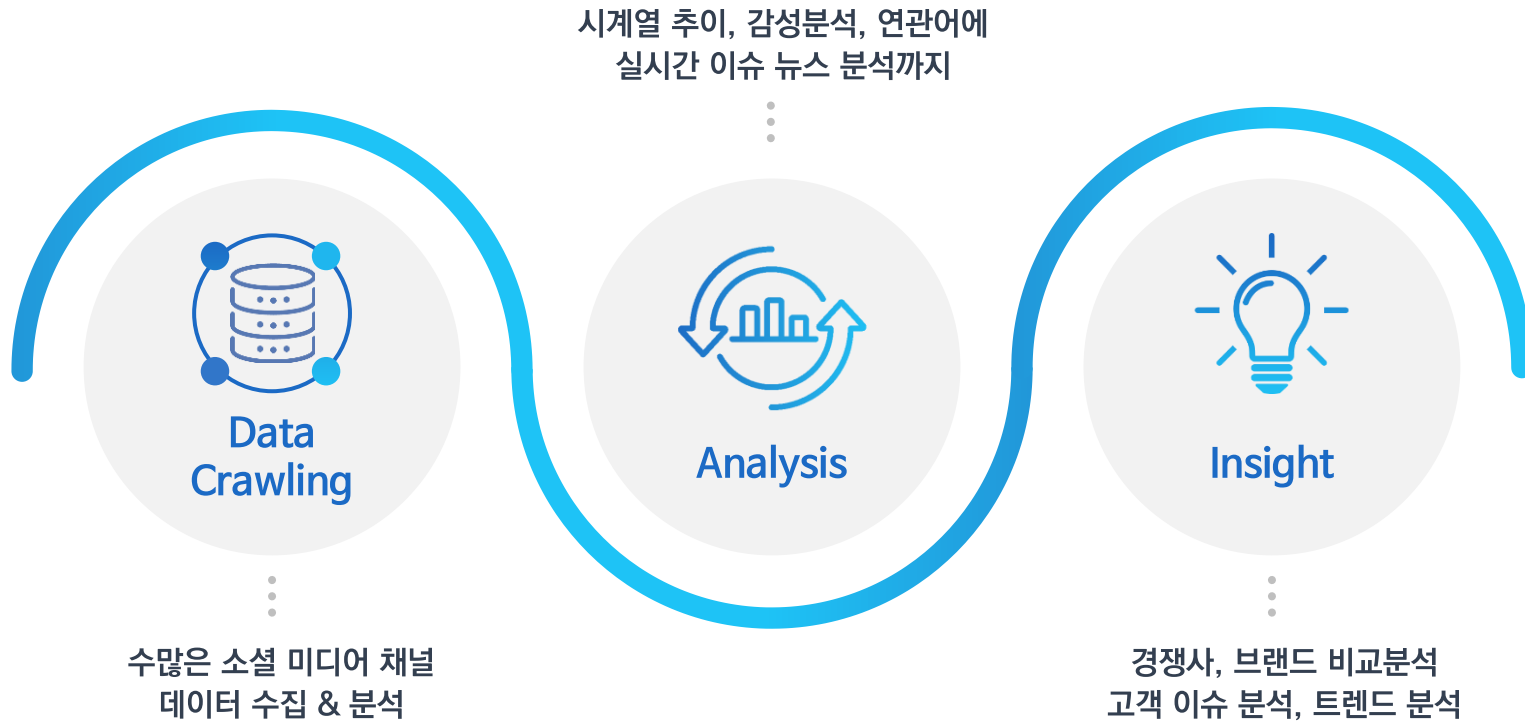 시계열 추이, 감성분석, 연관어에
실시간 이슈 뉴스 분석까지
Data
Crawling
수많은 소셜 미디어 채널
데이터 수집 & 분석
Analysis
Insight
경쟁사, 브랜드 비교분석
고객 이슈 분석, 트렌드 분석